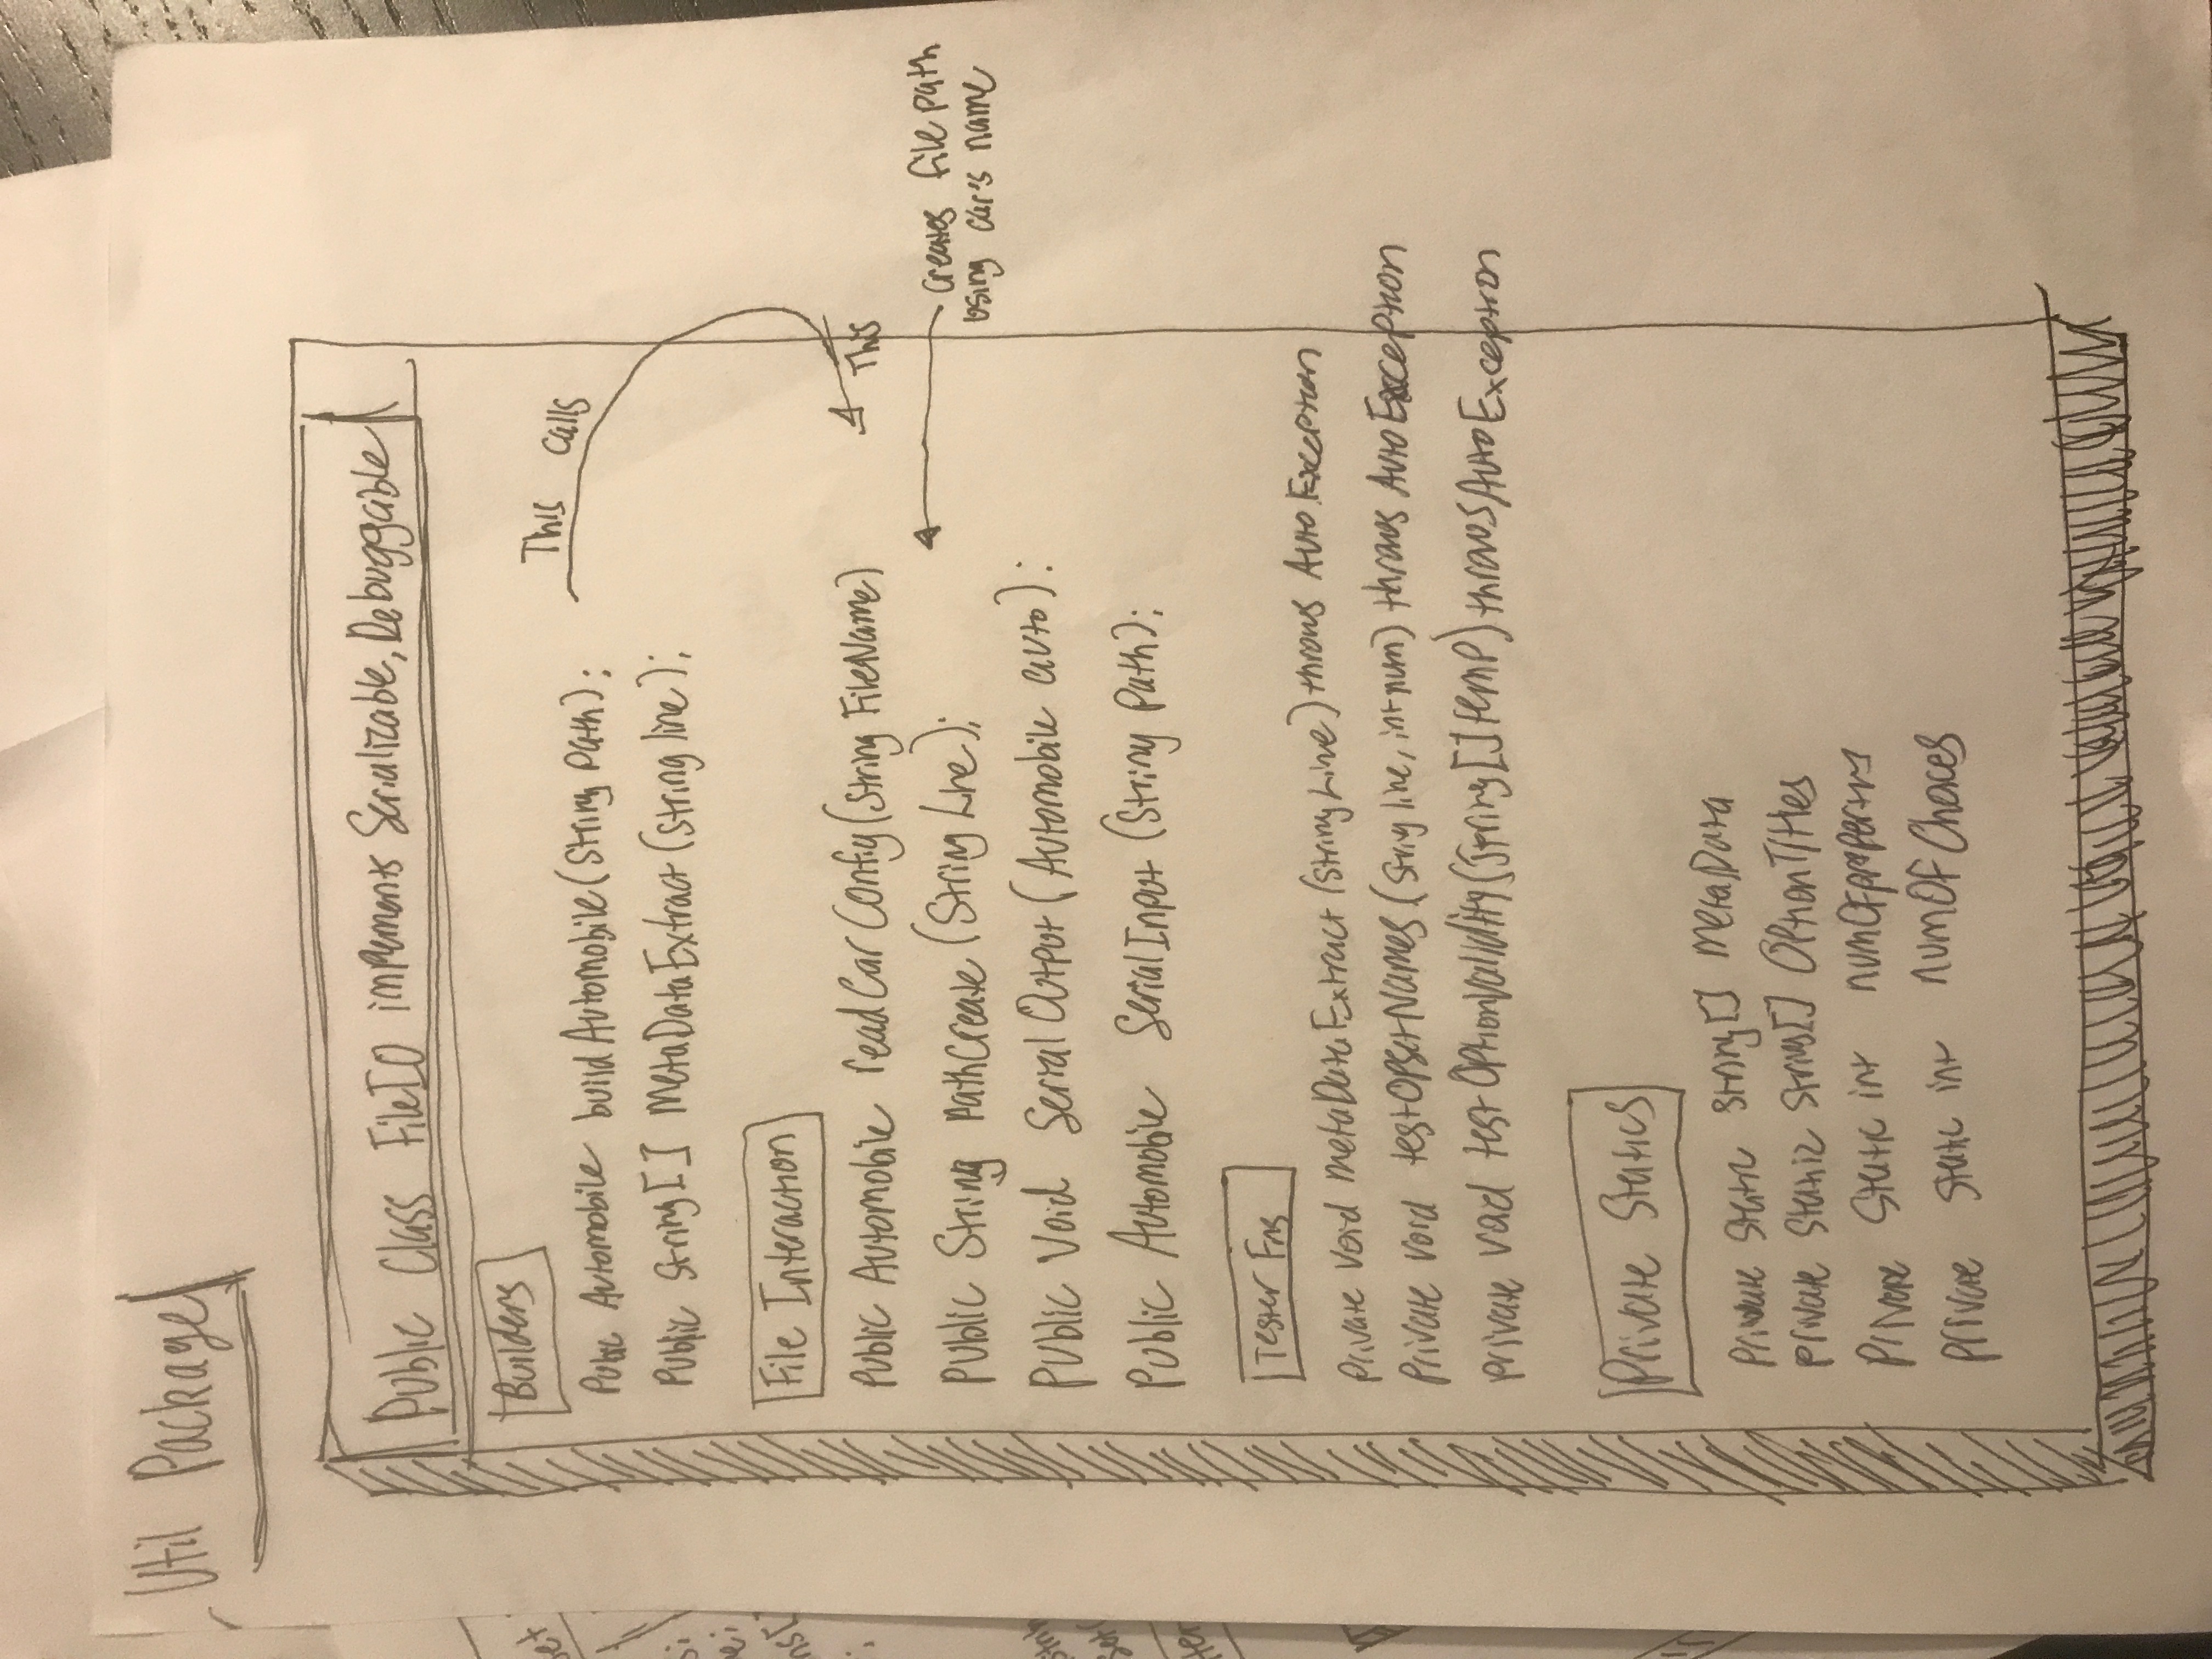 Util Package
Public Class FileIO impements Serializable, Debuggable
Builders
Public Automobile buildAutomobile(String Path);
Public String[] MetaDataExtract(String line);
This calls
File Interaction
Public Automobile readCarConfig(String FileName)
This
Public String PathCreate(String Line);
Creates file path
using car's name
Public Void SerialOutput(Automobile auto);
Public Automobile SerialInput(String Path);
Tester Fns
Private Void metaDataExtract(String Line) throws AutoException
Private Void testOpsetNames(String line, int num) throws AutoException
Private Void testOptionValidity(String[] temp) throws AutoException
Private Statics
Private Static String[] MetaData
Private Static String[] OptionTitles
Private Static int
Private Static int numOfChoices